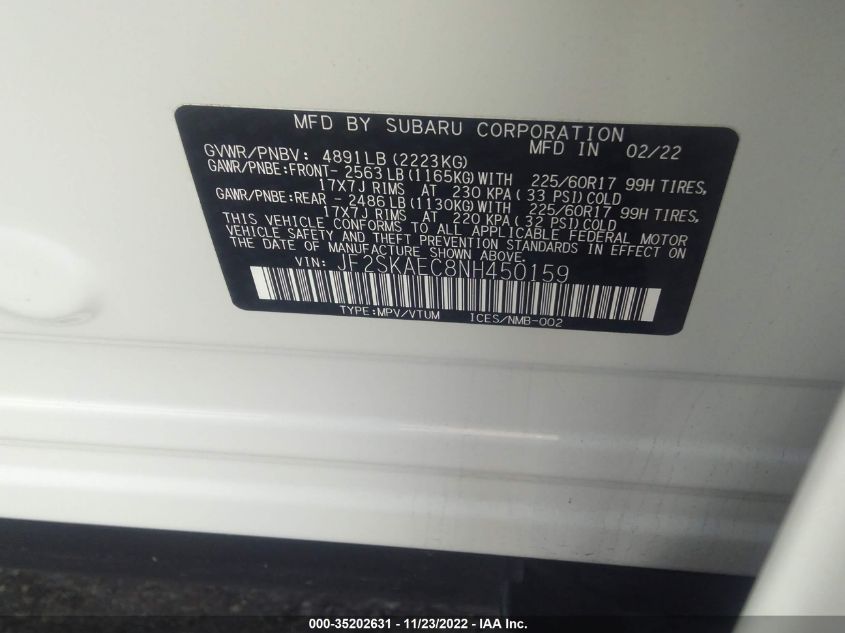 MFD BY SUBARU CORPORATION
GVWR/PNBV: 4891LB (2223KG) MFD IN 02/22
GAWR/PNBE:FRONT- 2563 LB (1165KG) WITH 225/60R17 99H TIRES,
17X7J RIMS AT 230 KPA ( 33 PSI) COLD
GAWR/PNBE:REAR - 2486 LB (1130KG) WITH 225/60R17 99H TIRES,
17X7J RIMS AT 220 KPA ( 32 PSI) COLD
THIS VEHICLE CONFORMS TO ALL APPLICABLE FEDERAL MOTOR
VEHICLE SAFETY AND THEFT PREVENTION STANDARDS IN EFFECT ON
THE DATE OF MANUFACTURE SHOWN ABOVE.
VIN: JF2SKAEC8NH450159
TYPE:MPV/VTUM ICES/NMB-002
000-35202631 - 11/23/2022 - IAAI.com